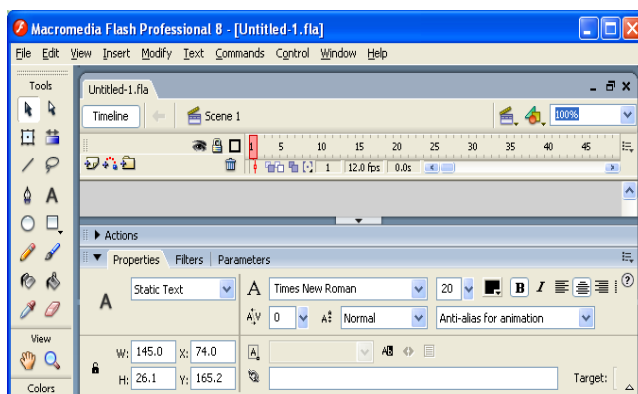 Macromedia Flash Professional 8 - [Untitled-1.fla]
File Edit View Insert Modify Text Commands Control Window Help
Tools
Untitled-1.fla
Timeline Scene 1 100%
1 5 10 15 20 25 30 35 40 45
1 12.0 fps 0.0s
A
Actions
Properties Filters Parameters
A Static Text A Times New Roman 20 B I
A V 0 Normal Anti-alias for animation
View
W: 145.0 X: 74.0
H: 26.1 Y: 165.2 Target:
Colors